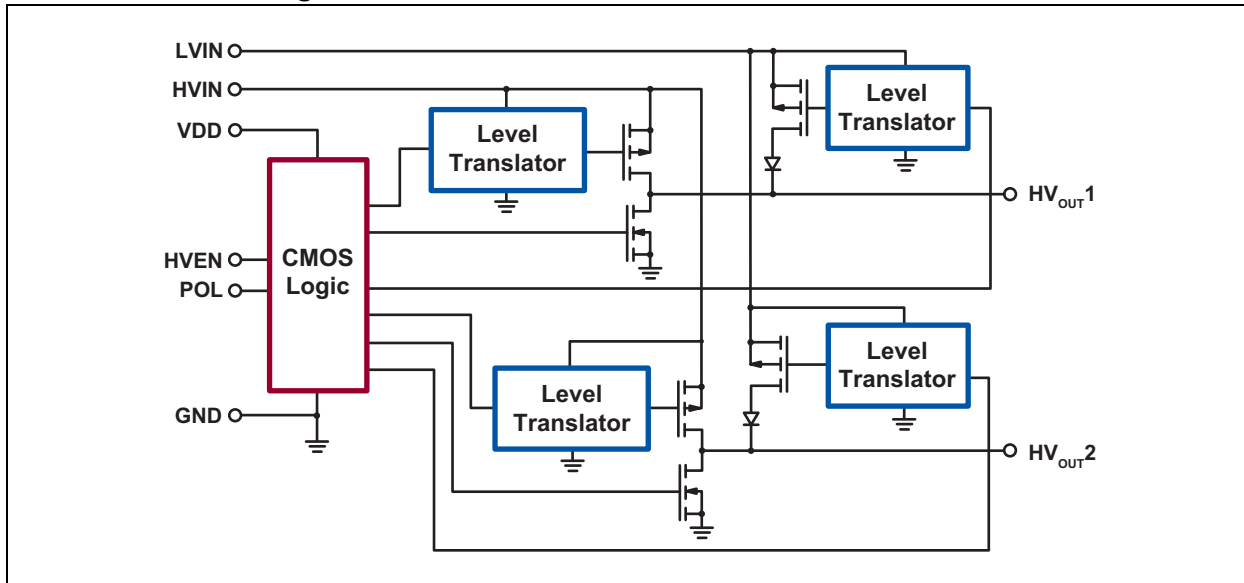 LVIN
HVIN
VDD
HVEN
POL
GND
CMOS
Logic
Level
Translator
Level
Translator
HVOUT1
Level
Translator
Level
Translator
HVOUT2